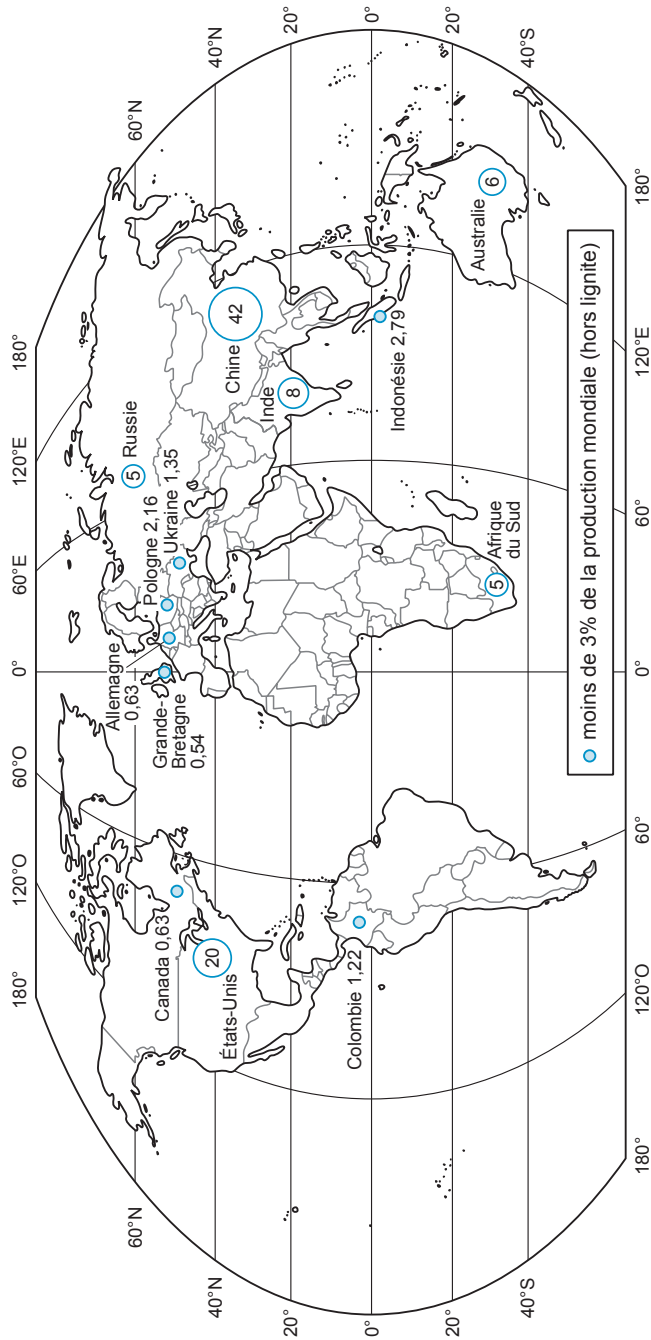 180°
120°O
60°O
0°
60°E
120°E
180°
60°N
60°N
40°N
40°N
20°
20°
0°
0°
20°
20°
40°S
40°S
180°
120°O
60°
0°
60°
120°E
180°
Canada 0,63
20
États-Unis
Colombie 1,22
Allemagne
0,63
Grande-
Bretagne
0,54
Pologne 2,16
Ukraine 1,35
5
Russie
42
Chine
Inde
8
Indonésie 2,79
Australie
6
Afrique
du Sud
5
moins de 3% de la production mondiale (hors lignite)